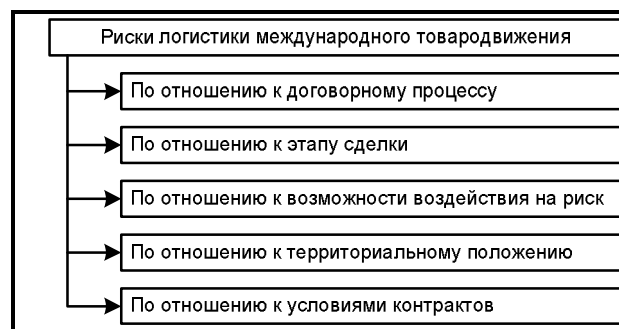 Риски логистики международного товародвижения
По отношению к договорному процессу
По отношению к этапу сделки
По отношению к возможности воздействия на риск
По отношению к территориальному положению
По отношению к условиями контрактов